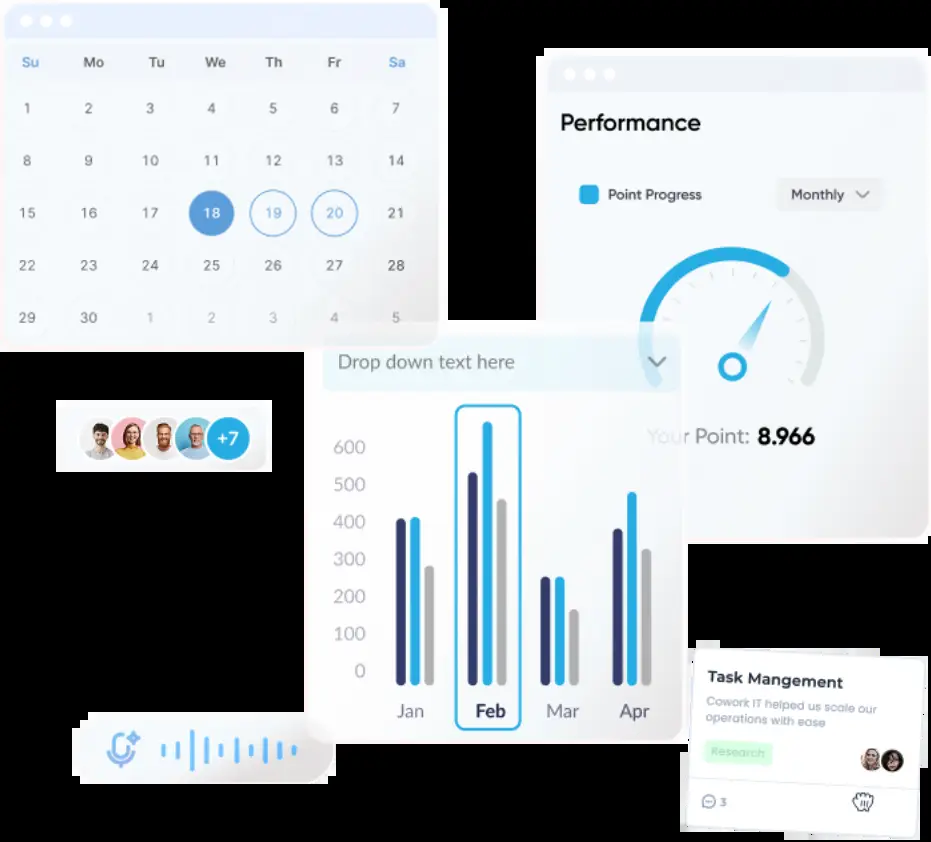 Su Mo Tu We Th Fr Sa
1 2 3 4 5 6 7
8 9 10 11 12 13 14
15 16 17 18 19 20 21
22 23 24 25 26 27 28
29 30 1 2 3 4 5
Performance
Point Progress
Monthly
Your Point: 8.966
Drop down text here
600
500
400
300
200
100
0
Jan Feb Mar Apr
+7
Task Mangement
Cowork IT helped us scale our
operations with ease
Research
3